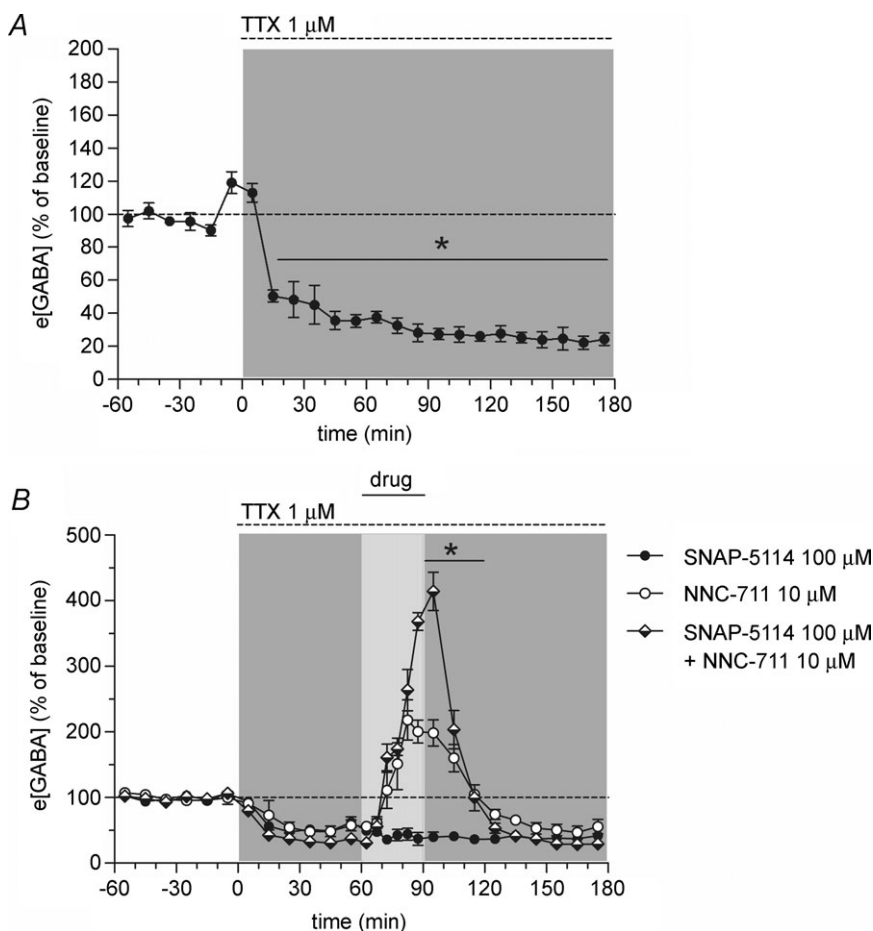 A
TTX 1 μM
200
180
160
140
120
100
80
60
40
20
0
e[GABA] (% of baseline)
*
-60 -30 0 30 60 90 120 150 180
time (min)
drug
B
TTX 1 μM
500
400
300
200
100
0
e[GABA] (% of baseline)
*
-60 -30 0 30 60 90 120 150 180
time (min)
SNAP-5114 100 μM
NNC-711 10 μM
SNAP-5114 100 μM
+ NNC-711 10 μM